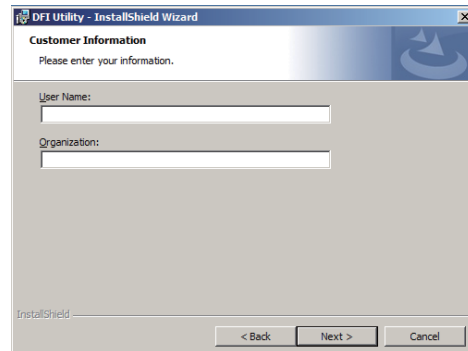 DFI Utility - InstallShield Wizard
Customer Information
Please enter your information.
User Name:
Organization:
InstallShield
< Back
Next >
Cancel